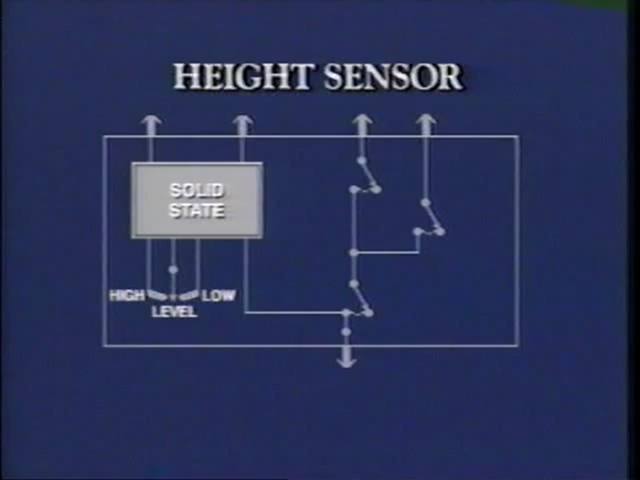 HEIGHT SENSOR
SOLID
STATE
HIGH LOW
LEVEL